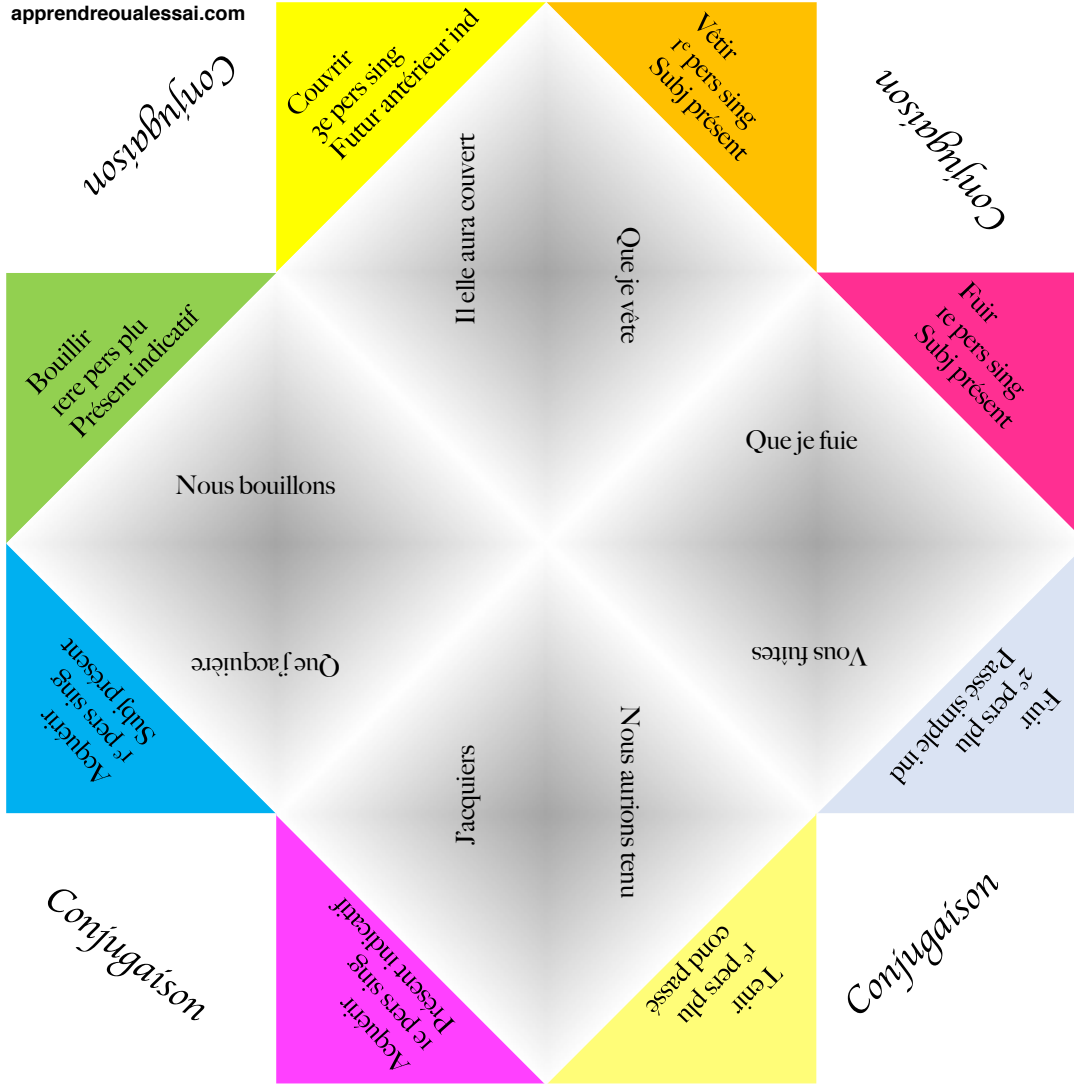 apprendreoualessai.com
Conjugaison
Couvrir
3e pers sing
Futur antérieur ind
Vêtir
1ᵉ pers sing
Subj présent
Conjugaison
Il elle aura couvert
Que je vête
Bouillir
1ere pers plu
Présent indicatif
Fuir
1e pers sing
Subj présent
Nous bouillons
Que je fuie
Acquérir
1ᵉ pers sing
Subj présent
Que j'acquière
Vous fuîtes
Fuir
2ᵉ pers plu
Passé simple ind
J'acquiers
Nous aurions tenu
Conjugaison
Acquérir
1e pers sing
Présent indicatif
Tenir
1ᵉ pers plu
cond passé
Conjugaison